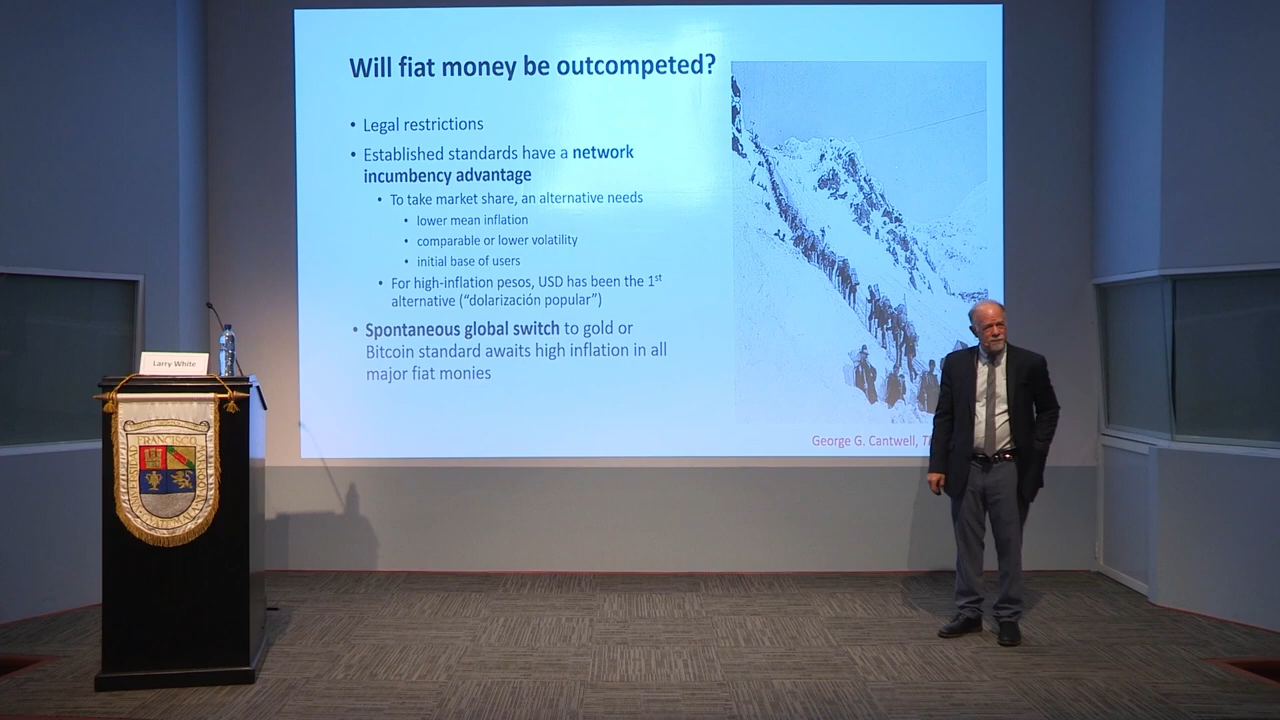 Will fiat money be outcompeted?
• Legal restrictions
• Established standards have a network
incumbency advantage
• To take market share, an alternative needs
• lower mean inflation
• comparable or lower volatility
• initial base of users
• For high-inflation pesos, USD has been the 1st
alternative (“dolarización popular”)
• Spontaneous global switch to gold or
Bitcoin standard awaits high inflation in all
major fiat monies
George G. Cantwell,
Larry White
UNIVERSIDAD FRANCISCO MARROQUIN
GUATEMALA